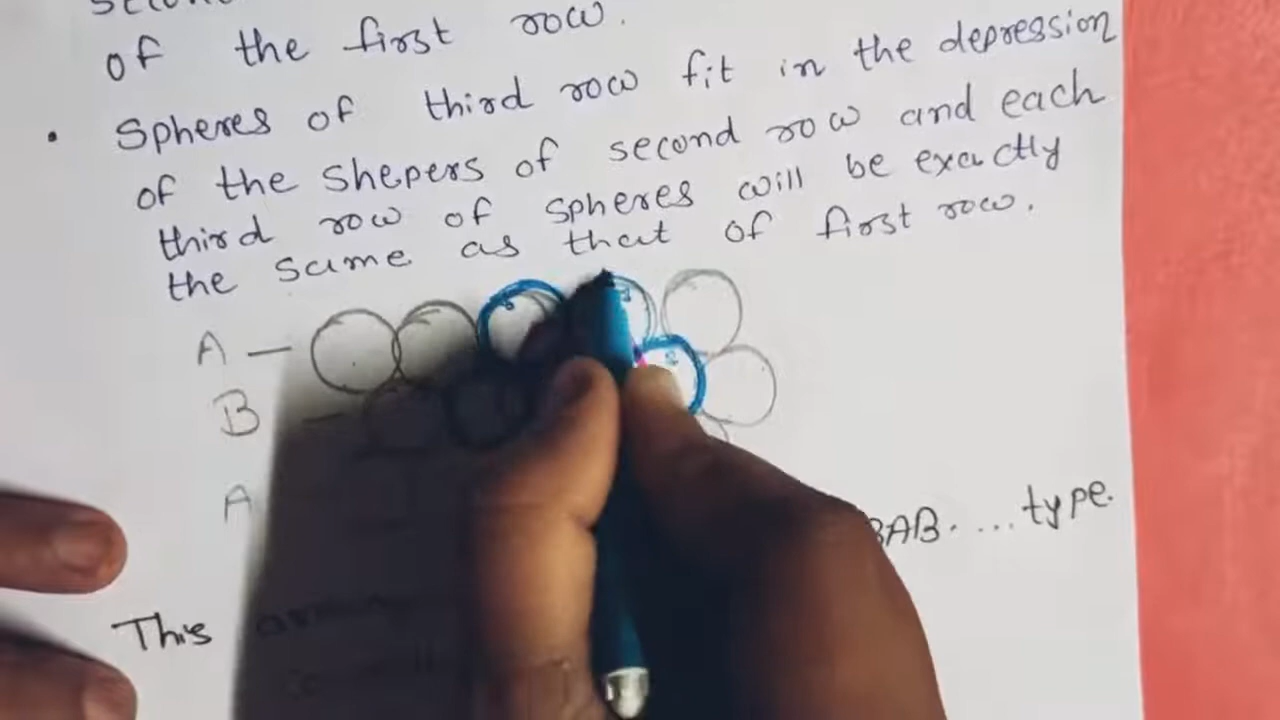 of the first row.
• Spheres of third row fit in the depression
of the shepers of second row and each
third row of spheres will be exactly
the same as that of first row.
A —
B —
A
BAB. ... type.
This